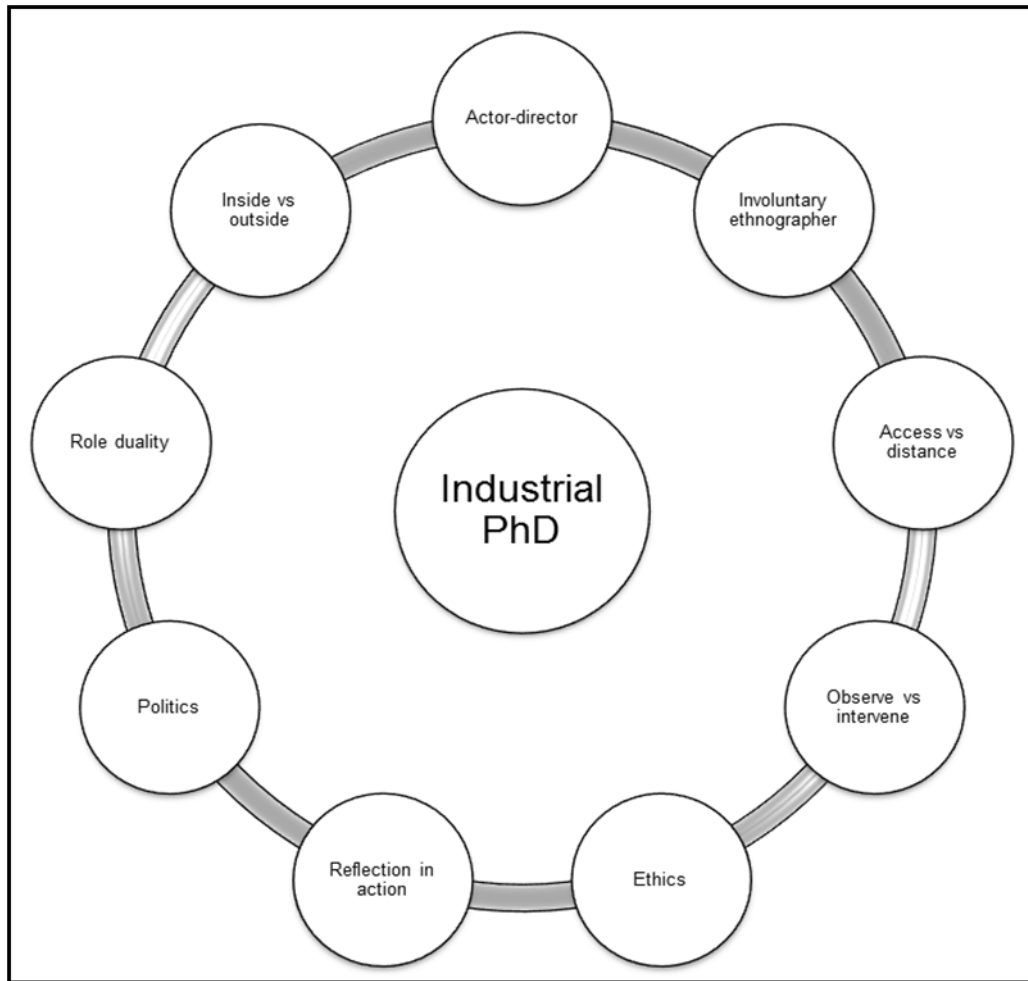 Actor-director
Involuntary
ethnographer
Access vs
distance
Observe vs
intervene
Ethics
Reflection in
action
Politics
Role duality
Inside vs
outside
Industrial
PhD